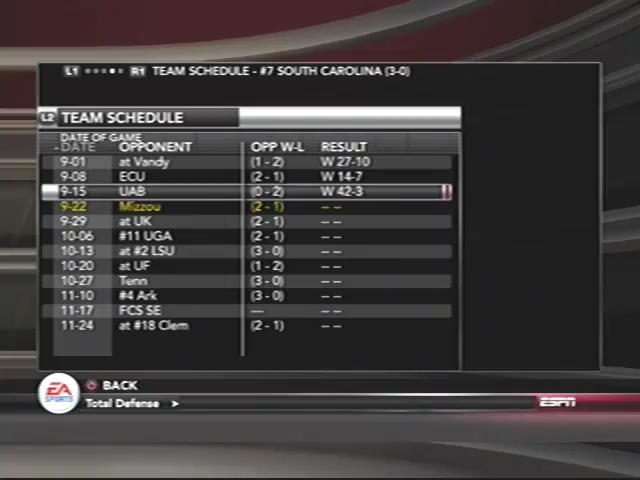 L1 R1 TEAM SCHEDULE - #7 SOUTH CAROLINA (3-0)
L2 TEAM SCHEDULE
DATE OF GAME
- DATE OPPONENT OPP W-L RESULT
9-01 at Vandy (1 - 2) W 27-10
9-08 ECU (2 - 1) W 14-7
9-15 UAB (0 - 2) W 42-3
9-22 Mizzou (2 - 1) – –
9-29 at UK (2 - 1) – –
10-06 #11 UGA (2 - 1) – –
10-13 at #2 LSU (3 - 0) – –
10-20 at UF (1 - 2) – –
10-27 Tenn (3 - 0) – –
11-10 #4 Ark (3 - 0) – –
11-17 FCS SE — – –
11-24 at #18 Clem (2 - 1) – –
BACK
EA SPORTS
Total Defense >
ESPN